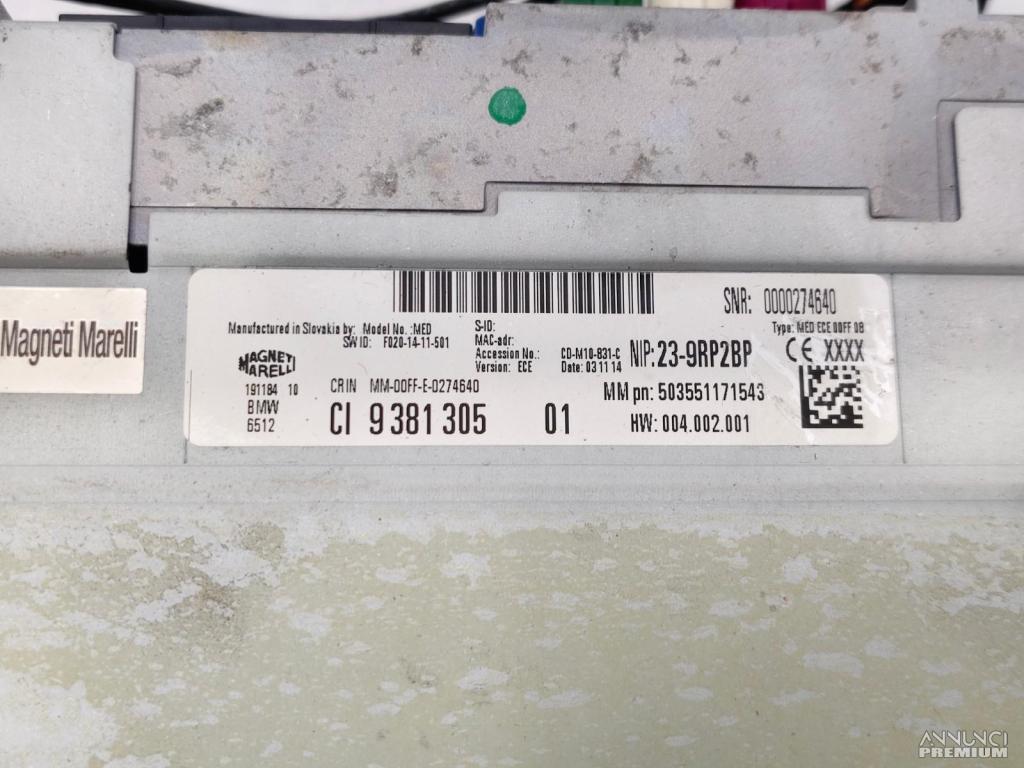 Magneti Marelli
SNR: 0000274640
Type: MED ECE 00FF 08
Manufactured in Slovakia by: Model No.:MED
SW ID: F020-14-11-501
S-ID:
MAC-adr:
Accession No.: CD-M10-831-C
Version: ECE Date: 03 11 14
NIP:23-9RP2BP
CE XXXX
MAGNETI
MARELLI
191184 10
BMW
6512
CRIN MM-00FF-E-0274640
CI 9 381 305 01
MM pn: 503551171543
HW: 004.002.001
ANNUNCI
PREMIUM